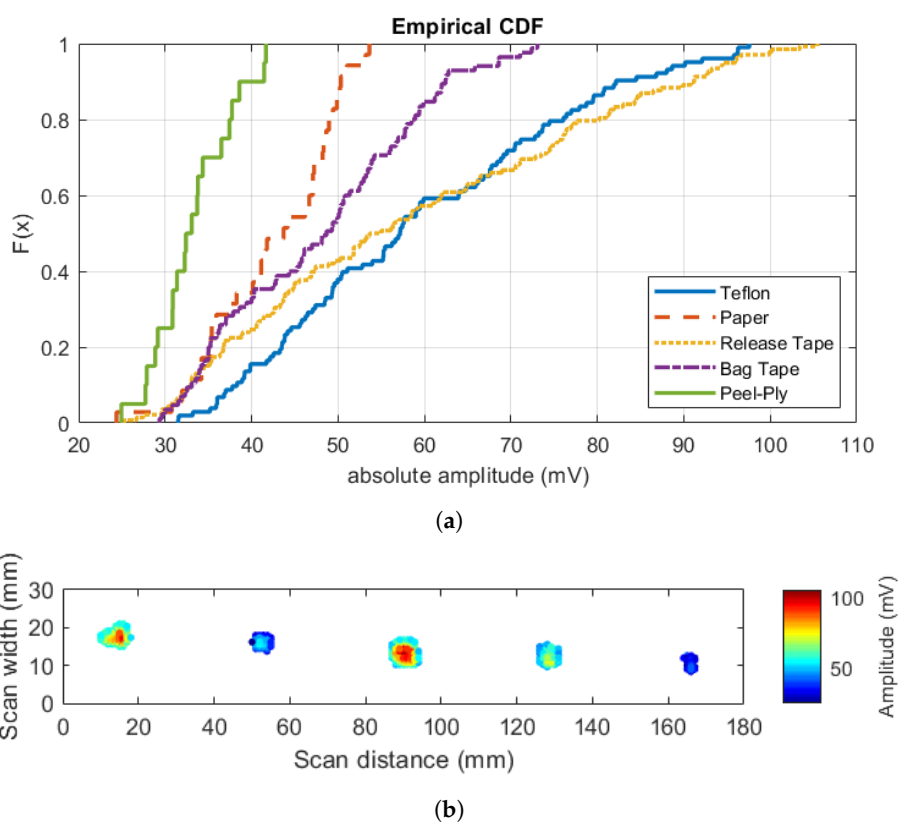 Empirical CDF
1
0.8
0.6
0.4
0.2
0
F(x)
Teflon
Paper
Release Tape
Bag Tape
Peel-Ply
20 30 40 50 60 70 80 90 100 110
absolute amplitude (mV)
(a)
30
20
10
0
Scan width (mm)
0 20 40 60 80 100 120 140 160 180
Scan distance (mm)
100
50
Amplitude (mV)
(b)